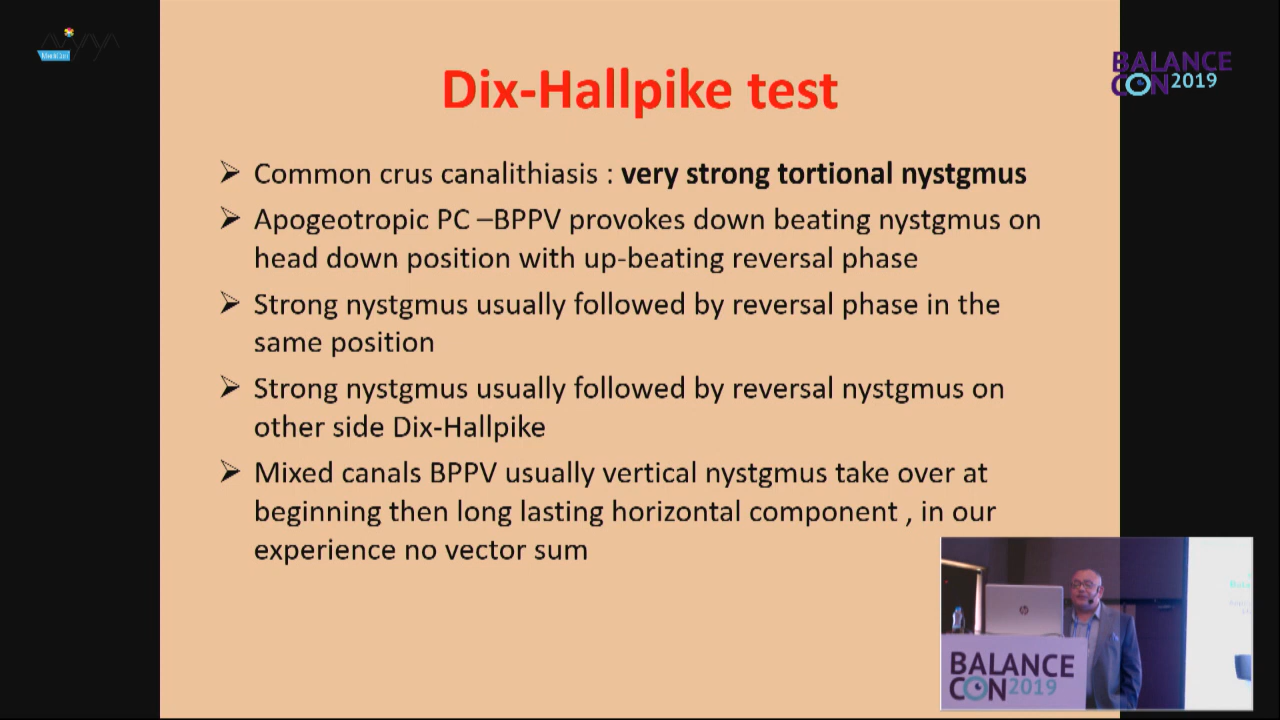 Dix-Hallpike test
Common crus canalithiasis : very strong tortional nystgmus
Apogeotropic PC –BPPV provokes down beating nystgmus on
head down position with up-beating reversal phase
Strong nystgmus usually followed by reversal phase in the
same position
Strong nystgmus usually followed by reversal nystgmus on
other side Dix-Hallpike
Mixed canals BPPV usually vertical nystgmus take over at
beginning then long lasting horizontal component , in our
experience no vector sum
BALANCE
CON 2019
BALANCE
CON 2019